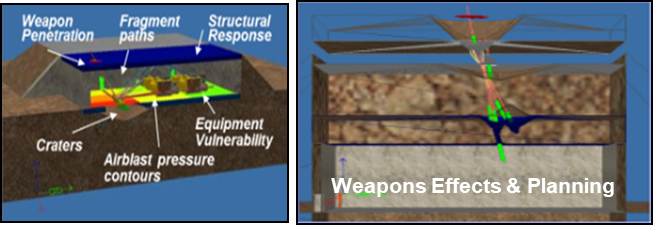 Weapon
Penetration
Fragment
paths
Structural
Response
Craters
Airblast pressure
contours
Equipment
Vulnerability
Weapons Effects & Planning